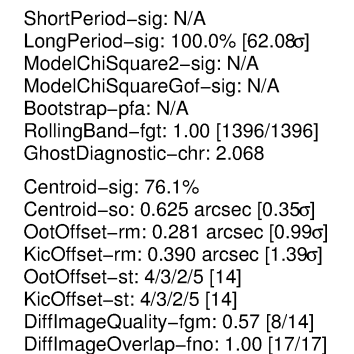 ShortPeriod−sig: N/A
LongPeriod−sig: 100.0% [62.08σ]
ModelChiSquare2−sig: N/A
ModelChiSquareGof−sig: N/A
Bootstrap−pfa: N/A
RollingBand−fgt: 1.00 [1396/1396]
GhostDiagnostic−chr: 2.068
Centroid−sig: 76.1%
Centroid−so: 0.625 arcsec [0.35σ]
OotOffset−rm: 0.281 arcsec [0.99σ]
KicOffset−rm: 0.390 arcsec [1.39σ]
OotOffset−st: 4/3/2/5 [14]
KicOffset−st: 4/3/2/5 [14]
DiffImageQuality−fgm: 0.57 [8/14]
DiffImageOverlap−fno: 1.00 [17/17]